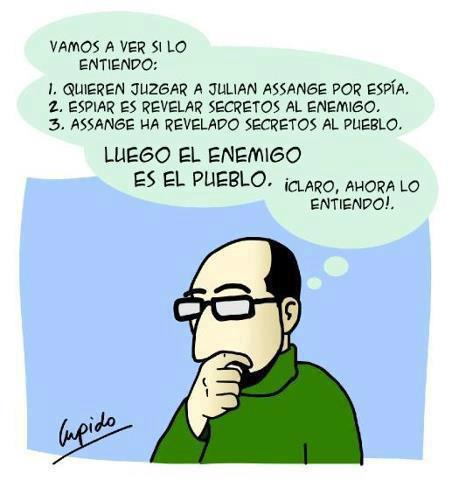 VAMOS A VER SI LO
ENTIENDO:
1. QUIEREN JUZGAR A JULIAN ASSANGE POR ESPÍA.
2. ESPIAR ES REVELAR SECRETOS AL ENEMIGO.
3. ASSANGE HA REVELADO SECRETOS AL PUEBLO.
LUEGO EL ENEMIGO
ES EL PUEBLO.
¡CLARO, AHORA LO
ENTIENDO!.
Cupido